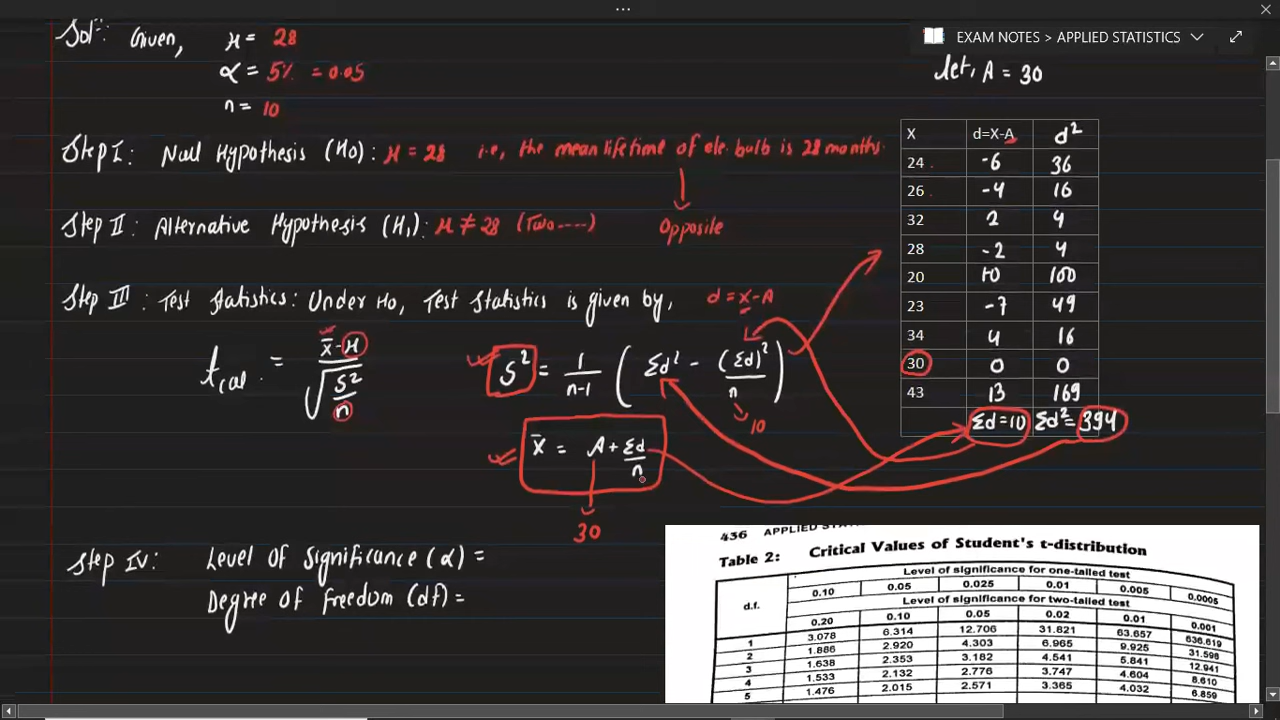 ...
EXAM NOTES > APPLIED STATISTICS
Solⁿ: Given, μ = 28
α = 5% = 0.05
n = 10
Let, A = 30
Step I: Null Hypothesis (H0): μ = 28 i.e, the mean lifetime of ele. bulb is 28 months.
Opposite
Step II: Alternative Hypothesis (H1): μ ≠ 28 (Two----)
Step III: Test Statistics: Under H0, Test Statistics is given by,
d = x-A
t cal. = x̄-μ / √(S²/n)
S² = 1/n-1 (Σd² - (Σd)²/n)
10
x̄ = A + Σd/n
30
X d=X-A d²
24 -6 36
26 -4 16
32 2 4
28 -2 4
20 10 100
23 -7 49
34 4 16
30 0 0
43 13 169
Σd=10 Σd²= 394
Step IV: Level of Significance (α) =
Degree of freedom (df) =
436 APPLIED STA
Table 2: Critical Values of Student's t-distribution
Level of significance for one-tailed test
d.f. 0.10 0.05 0.025 0.01 0.005 0.0005
Level of significance for two-tailed test
0.20 0.10 0.05 0.02 0.01 0.001
1 3.078 6.314 12.706 31.821 63.657 636.619
2 1.886 2.920 4.303 6.965 9.925 31.598
3 1.638 2.353 3.182 4.541 5.841 12.941
4 1.533 2.132 2.776 3.747 4.604 8.610
5 1.476 2.015 2.571 3.365 4.032 6.859